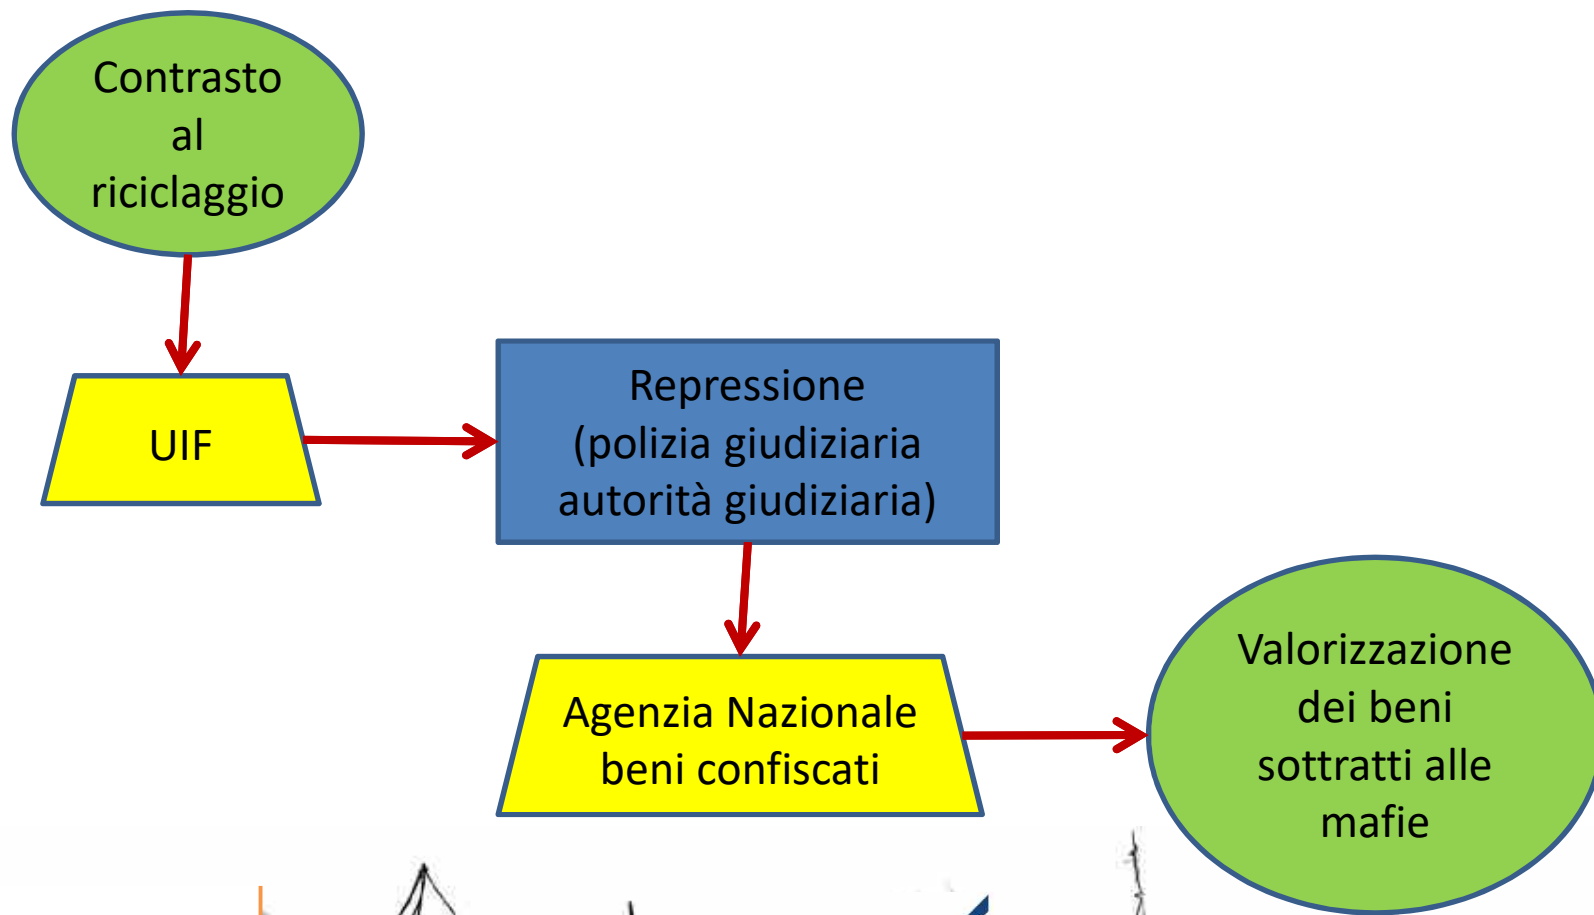 Contrasto
al
riciclaggio
UIF
Repressione
(polizia giudiziaria
autorità giudiziaria)
Agenzia Nazionale
beni confiscati
Valorizzazione
dei beni
sottratti alle
mafie